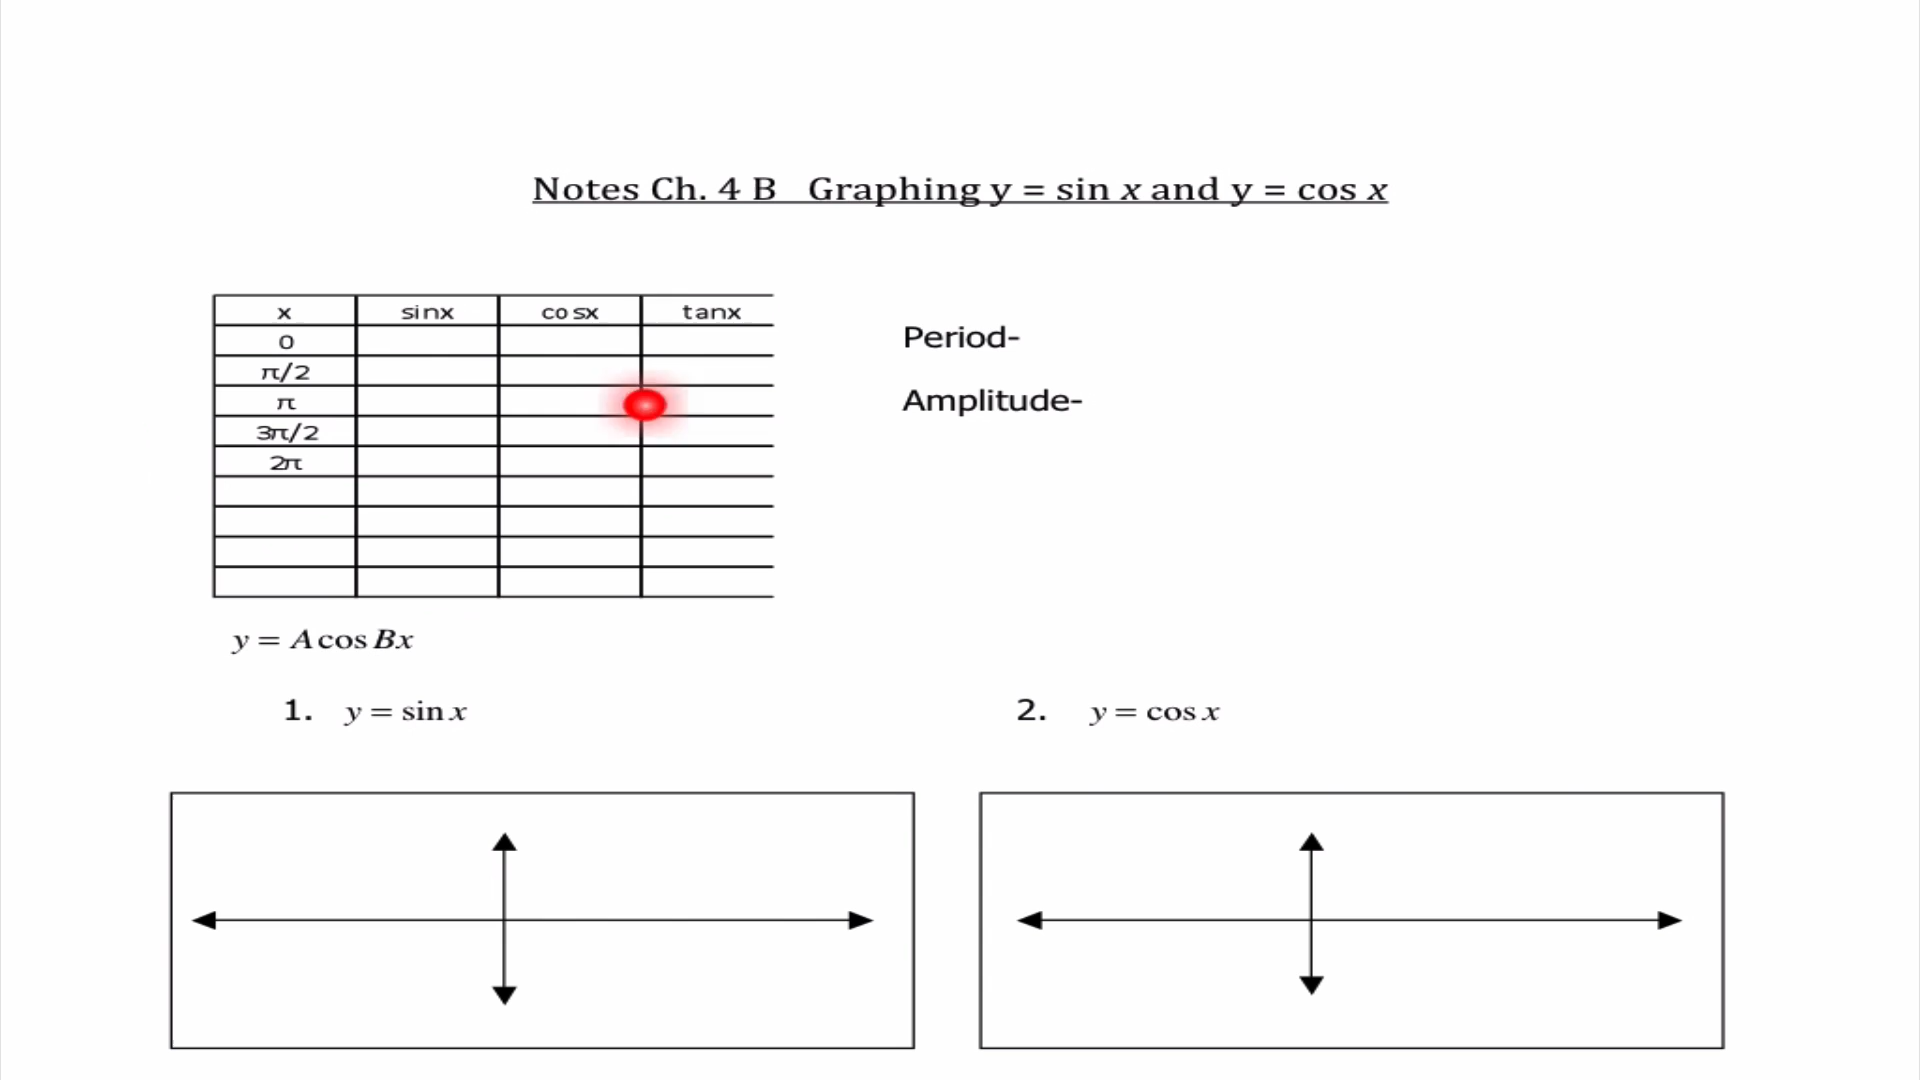 Notes Ch. 4 B Graphing y = sin x and y = cos x
x sinx cosx tanx
0
π/2
π
3π/2
2π
Period-
Amplitude-
y = A cos Bx
1. y = sin x
2. y = cos x